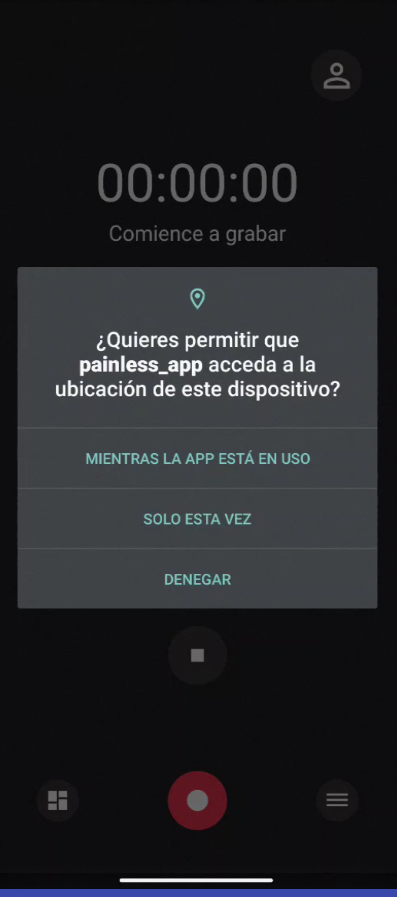 00:00:00
Comience a grabar
¿Quieres permitir que
painless_app acceda a la
ubicación de este dispositivo?
MIENTRAS LA APP ESTÁ EN USO
SOLO ESTA VEZ
DENEGAR